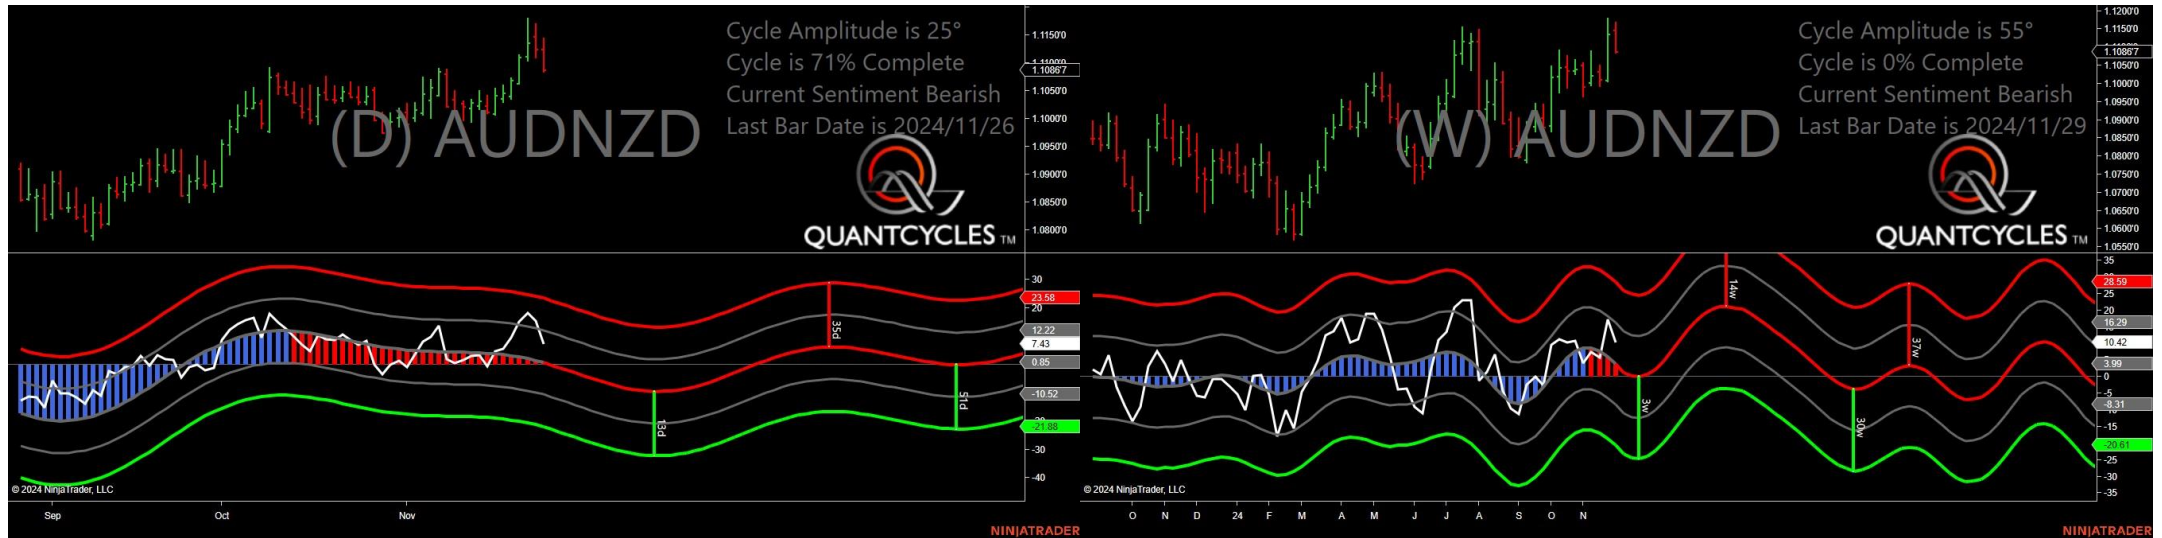 Cycle Amplitude is 25°
Cycle is 71% Complete
Current Sentiment Bearish
Last Bar Date is 2024/11/26
(D) AUDNZD
QUANTCYCLES TM
1.1150'0
1.1086'7
1.1050'0
1.1000'0
1.0950'0
1.0900'0
1.0850'0
1.0800'0
30
23.58
20
12.22
7.43
0.85
-10.52
-21.88
-30
-40
35d
51d
13d
© 2024 NinjaTrader, LLC
Sep Oct Nov
NINJATRADER
Cycle Amplitude is 55°
Cycle is 0% Complete
Current Sentiment Bearish
Last Bar Date is 2024/11/29
(W) AUDNZD
QUANTCYCLES TM
1.1200'0
1.1150'0
1.1086'7
1.1050'0
1.1000'0
1.0950'0
1.0900'0
1.0850'0
1.0800'0
1.0750'0
1.0700'0
1.0650'0
1.0600'0
1.0550'0
35
28.59
25
20
16.29
10.42
3.99
0
-5
-8.31
-15
-20.61
-25
-30
-35
14w
37w
3w
30w
© 2024 NinjaTrader, LLC
O N D 24 F M A M J J A S O N
NINJATRADER